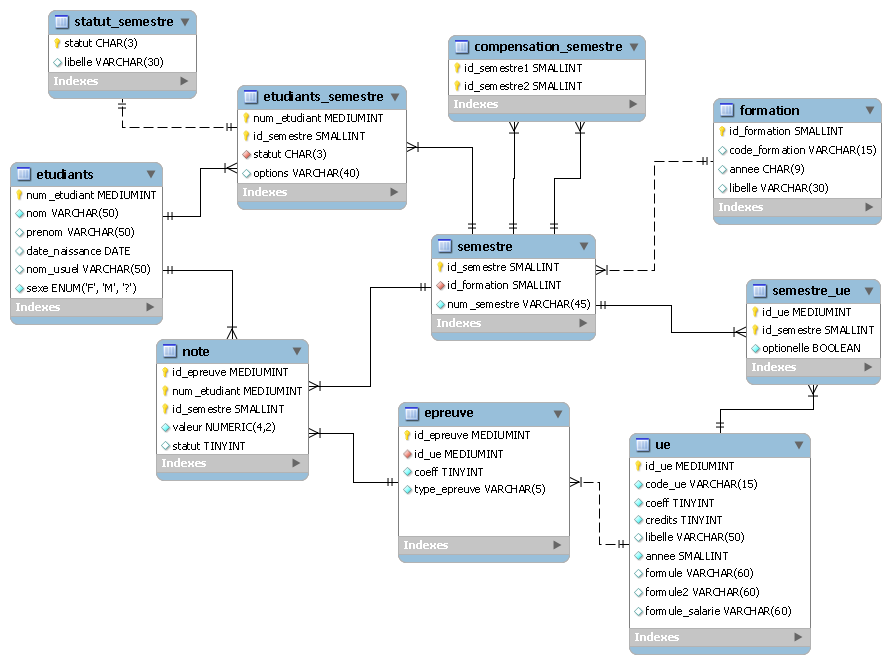 statut_semestre
statut CHAR(3)
libelle VARCHAR(30)
Indexes
etudiants_semestre
num_etudiant MEDIUMINT
id_semestre SMALLINT
statut CHAR(3)
options VARCHAR(40)
Indexes
compensation_semestre
id_semestre1 SMALLINT
id_semestre2 SMALLINT
Indexes
formation
id_formation SMALLINT
code_formation VARCHAR(15)
annee CHAR(9)
libelle VARCHAR(30)
Indexes
etudiants
num_etudiant MEDIUMINT
nom VARCHAR(50)
prenom VARCHAR(50)
date_naissance DATE
nom_usuel VARCHAR(50)
sexe ENUM('F', 'M', '?')
Indexes
semestre
id_semestre SMALLINT
id_formation SMALLINT
num_semestre VARCHAR(45)
Indexes
semestre_ue
id_ue MEDIUMINT
id_semestre SMALLINT
optionelle BOOLEAN
Indexes
note
id_epreuve MEDIUMINT
num_etudiant MEDIUMINT
id_semestre SMALLINT
valeur NUMERIC(4,2)
statut TINYINT
Indexes
epreuve
id_epreuve MEDIUMINT
id_ue MEDIUMINT
coeff TINYINT
type_epreuve VARCHAR(5)
Indexes
ue
id_ue MEDIUMINT
code_ue VARCHAR(15)
coeff TINYINT
credits TINYINT
libelle VARCHAR(50)
annee SMALLINT
formule VARCHAR(60)
formule2 VARCHAR(60)
formule_salarie VARCHAR(60)
Indexes